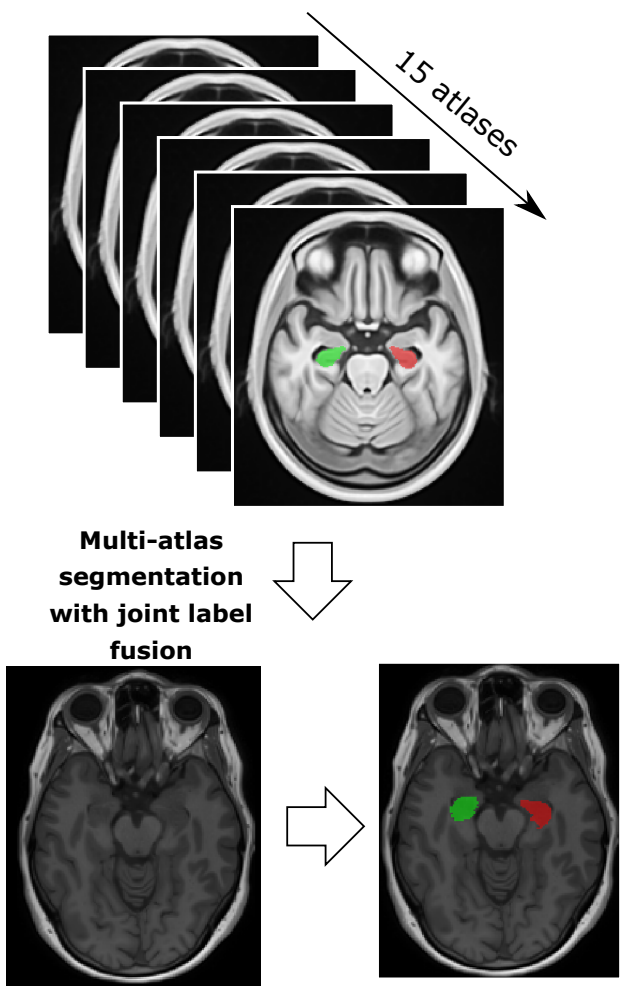 15 atlases
Multi-atlas
segmentation
with joint label
fusion